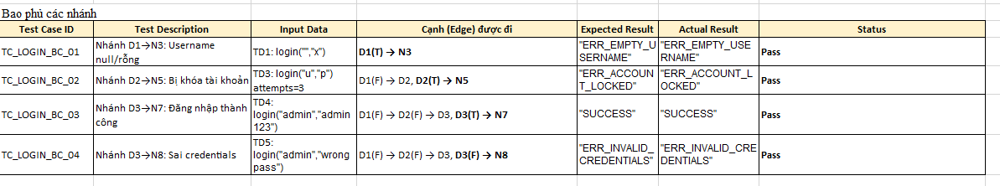 Bao phủ các nhánh
Test Case ID	Test Description	Input Data	Cạnh (Edge) được đi	Expected Result	Actual Result	Status
TC_LOGIN_BC_01	Nhánh D1→N3: Username null/rỗng	TD1: login("","x")	D1(T) → N3	"ERR_EMPTY_USERNAME"	"ERR_EMPTY_USERNAME"	Pass
TC_LOGIN_BC_02	Nhánh D2→N5: Bị khóa tài khoản	TD3: login("u","p") attempts=3	D1(F) → D2, D2(T) → N5	"ERR_ACCOUNT_LOCKED"	"ERR_ACCOUNT_LOCKED"	Pass
TC_LOGIN_BC_03	Nhánh D3→N7: Đăng nhập thành công	TD4: login("admin","admin123")	D1(F) → D2(F) → D3, D3(T) → N7	"SUCCESS"	"SUCCESS"	Pass
TC_LOGIN_BC_04	Nhánh D3→N8: Sai credentials	TD5: login("admin","wrongpass")	D1(F) → D2(F) → D3, D3(F) → N8	"ERR_INVALID_CREDENTIALS"	"ERR_INVALID_CREDENTIALS"	Pass